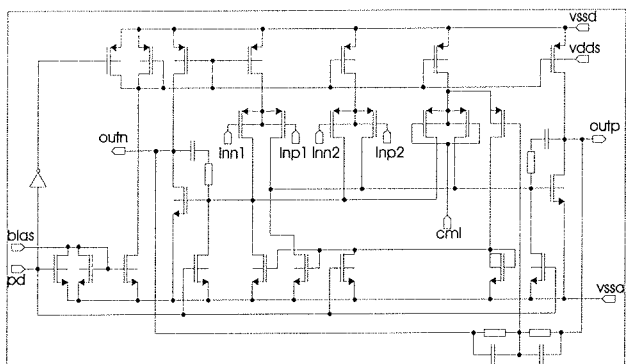 vssd
vdds
outn
outp
inn1
Inp1
Inn2
Inp2
cml
bias
pd
vssa